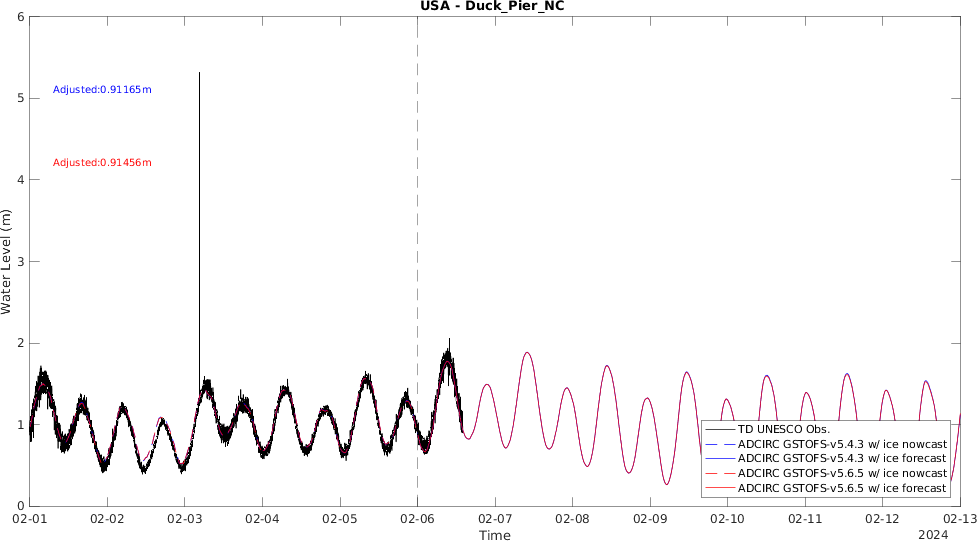 USA - Duck_Pier_NC
6
5
4
3
2
1
0
Water Level (m)
Adjusted:0.91165m
Adjusted:0.91456m
TD UNESCO Obs.
ADCIRC GSTOFS-v5.4.3 w/ ice nowcast
ADCIRC GSTOFS-v5.4.3 w/ ice forecast
ADCIRC GSTOFS-v5.6.5 w/ ice nowcast
ADCIRC GSTOFS-v5.6.5 w/ ice forecast
02-01 02-02 02-03 02-04 02-05 02-06 02-07 02-08 02-09 02-10 02-11 02-12 02-13
Time
2024